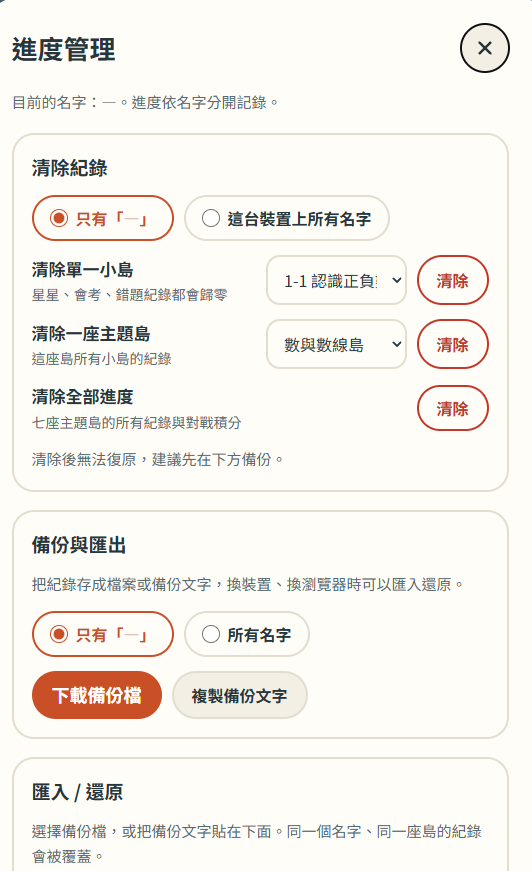 進度管理
目前的名字：—。進度依名字分開記錄。
清除紀錄
只有「—」
這台裝置上所有名字
清除單一小島
星星、會考、錯題紀錄都會歸零
1-1 認識正負
清除
清除一座主題島
這座島所有小島的紀錄
數與數線島
清除
清除全部進度
七座主題島的所有紀錄與對戰積分
清除
清除後無法復原，建議先在下方備份。
備份與匯出
把紀錄存成檔案或備份文字，換裝置、換瀏覽器時可以匯入還原。
只有「—」
所有名字
下載備份檔
複製備份文字
匯入 / 還原
選擇備份檔，或把備份文字貼在下面。同一個名字、同一座島的紀錄
會被覆蓋。